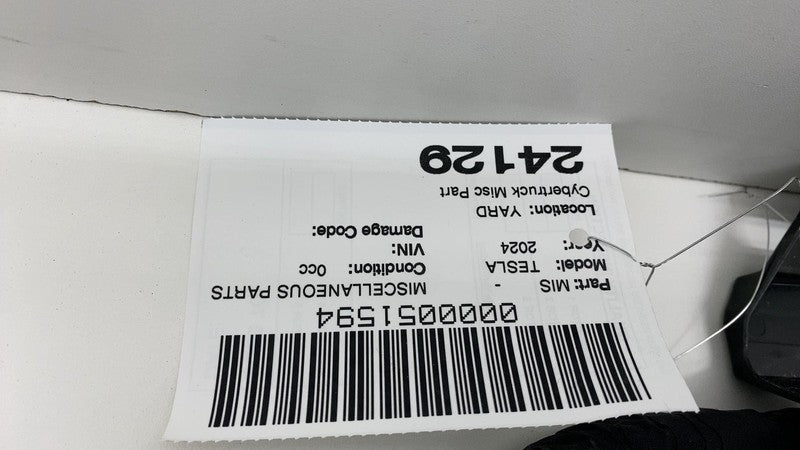 0000051594
Part: MIS - MISCELLANEOUS PARTS
Model: TESLA Condition: 0cc
Year: 2024 VIN:
Damage Code:
Location: YARD
Cybertruck Misc Part
24129